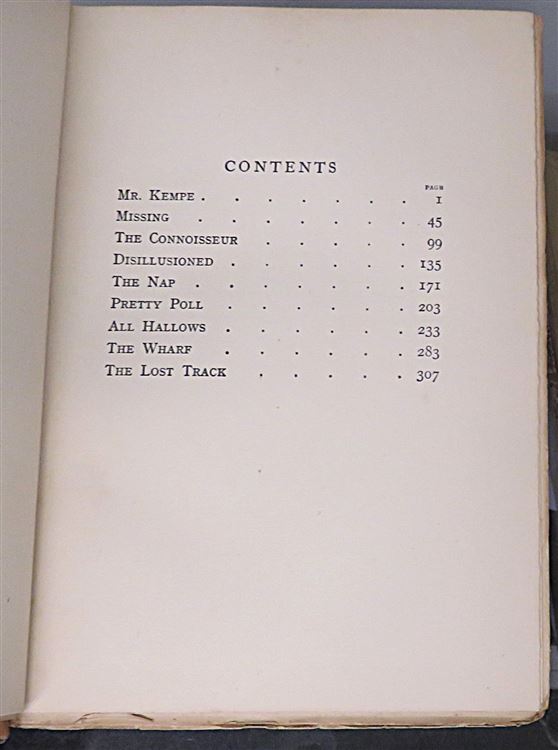 CONTENTS
PAGE
MR. KEMPE . . . . . . . 1
MISSING . . . . . . 45
THE CONNOISSEUR . . . . . 99
DISILLUSIONED . . . . . . 135
THE NAP . . . . . . . 171
PRETTY POLL . . . . . . 203
ALL HALLOWS . . . . . . 233
THE WHARF . . . . . . 283
THE LOST TRACK . . . . . 307